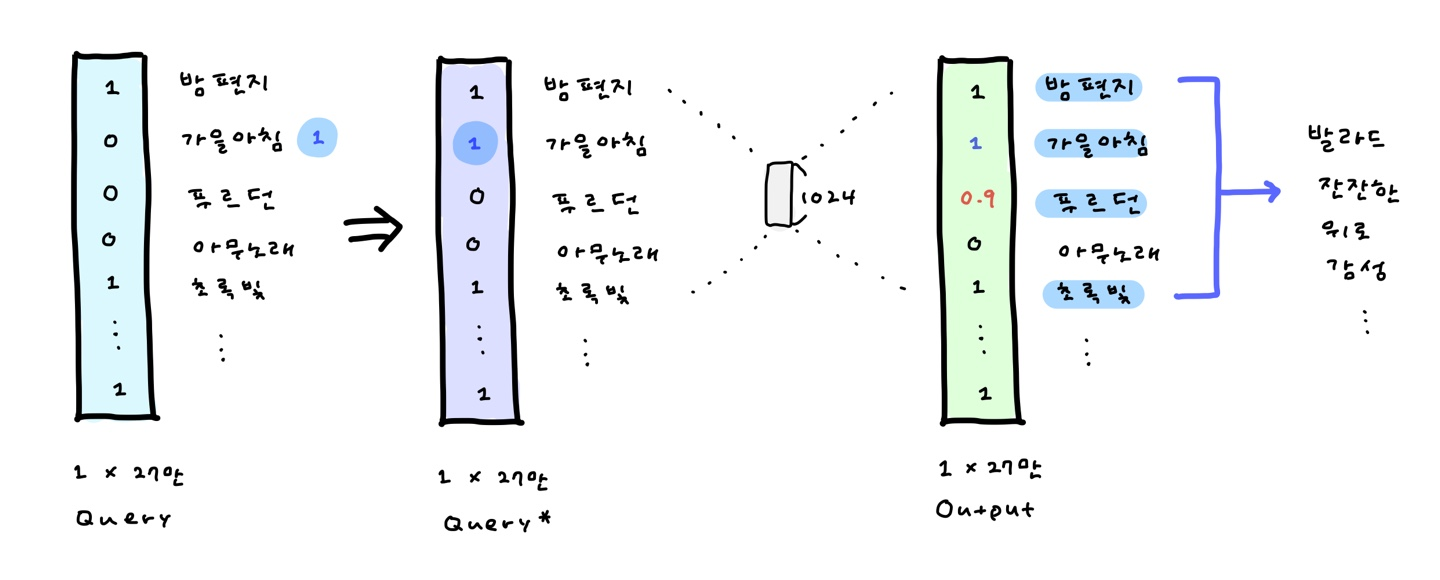 1 밤편지
0 가을아침 1
0 푸르던
0 아무노래
1 초록빛
1
1 × 27만
Query
1 밤편지
1 가을아침
0 푸르던
0 아무노래
1 초록빛
1
1 × 27만
Query*
1024
1 밤편지
1 가을아침
0.9 푸르던
0 아무노래
1 초록빛
1
1 × 27만
Output
발라드
잔잔한
위로
감성